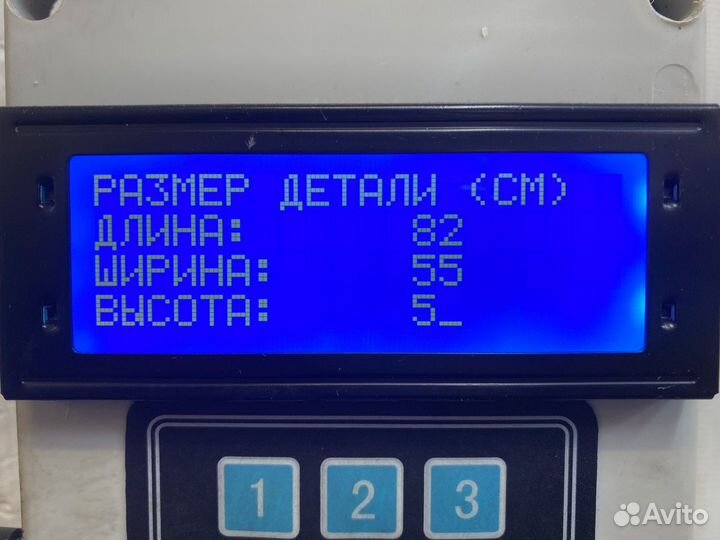 РАЗМЕР ДЕТАЛИ (СМ)
ДЛИНА: 82
ШИРИНА: 55
ВЫСОТА: 5_
1 2 3
Avito